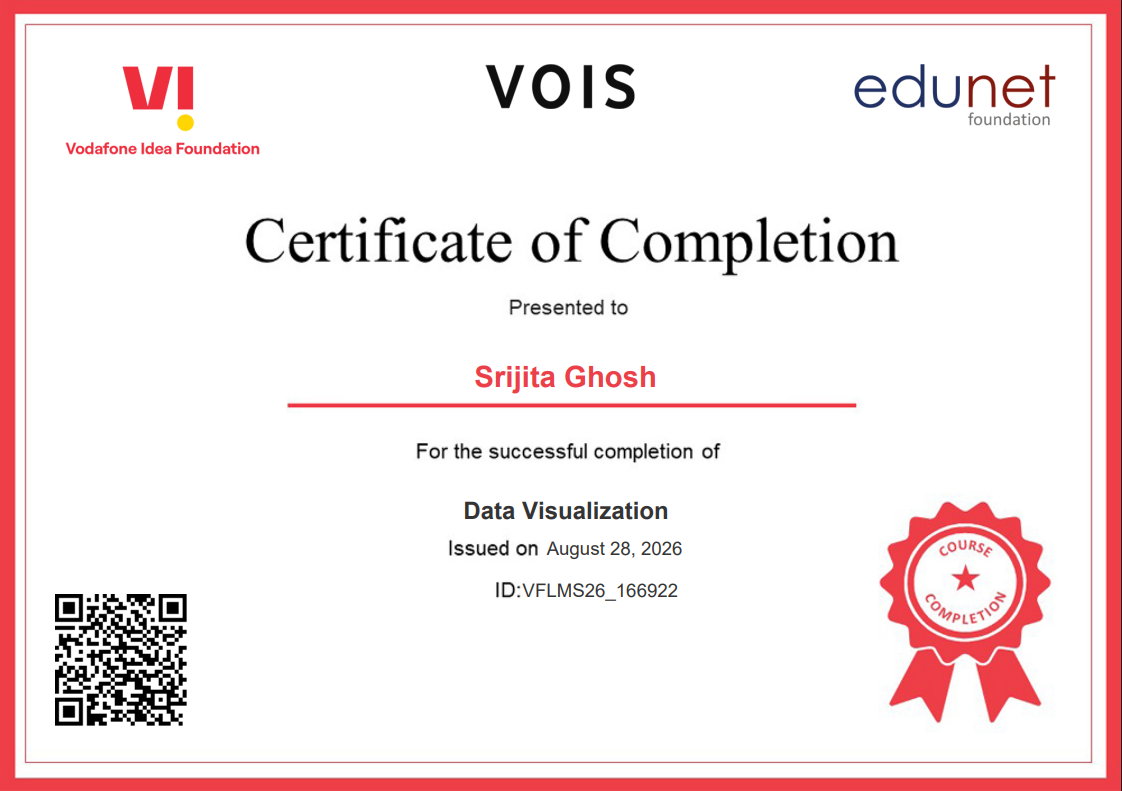 VI
Vodafone Idea Foundation
VOIS
edunet
foundation
Certificate of Completion
Presented to
Srijita Ghosh
For the successful completion of
Data Visualization
Issued on August 28, 2026
ID:VFLMS26_166922
COURSE
COMPLETION